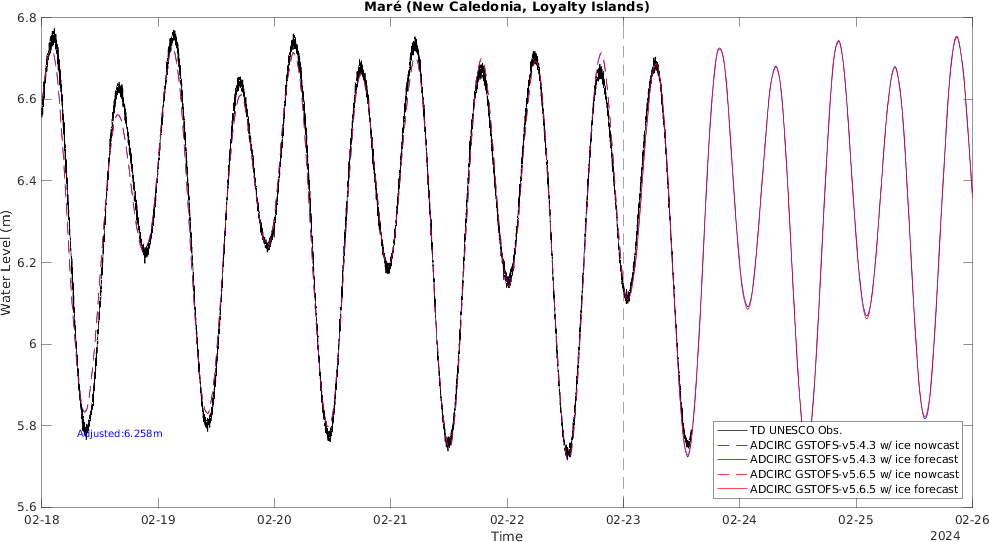 Maré (New Caledonia, Loyalty Islands)
6.8
6.6
6.4
6.2
6
5.8
5.6
Water Level (m)
Adjusted:6.258m
TD UNESCO Obs.
ADCIRC GSTOFS-v5.4.3 w/ ice nowcast
ADCIRC GSTOFS-v5.4.3 w/ ice forecast
ADCIRC GSTOFS-v5.6.5 w/ ice nowcast
ADCIRC GSTOFS-v5.6.5 w/ ice forecast
02-18 02-19 02-20 02-21 02-22 02-23 02-24 02-25 02-26
Time
2024